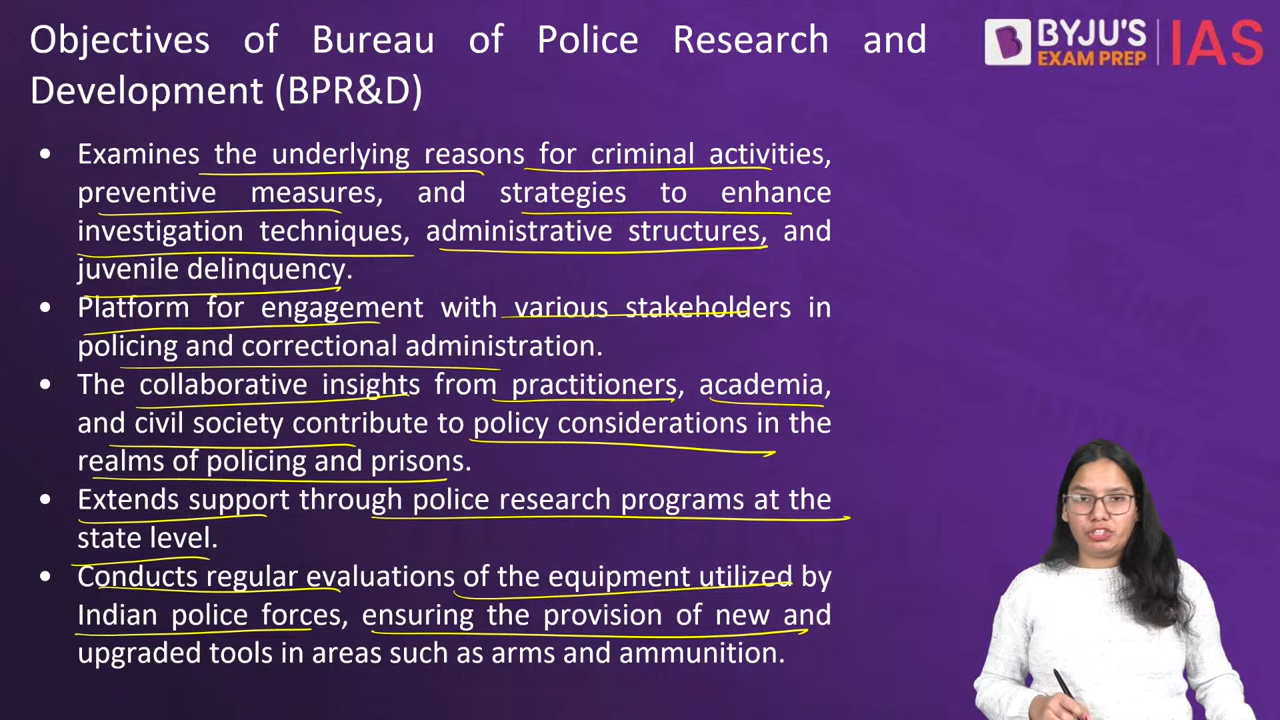 Objectives of Bureau of Police Research and
Development (BPR&D)
BYJU'S
EXAM PREP
IAS
• Examines the underlying reasons for criminal activities,
preventive measures, and strategies to enhance
investigation techniques, administrative structures, and
juvenile delinquency.
• Platform for engagement with various stakeholders in
policing and correctional administration.
• The collaborative insights from practitioners, academia,
and civil society contribute to policy considerations in the
realms of policing and prisons.
• Extends support through police research programs at the
state level.
• Conducts regular evaluations of the equipment utilized by
Indian police forces, ensuring the provision of new and
upgraded tools in areas such as arms and ammunition.